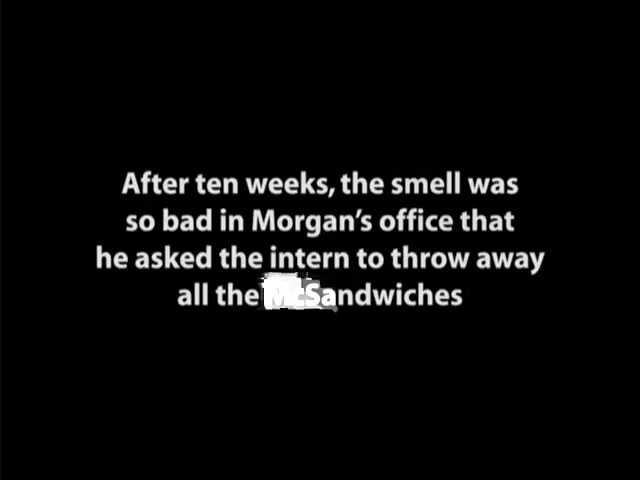 After ten weeks, the smell was
so bad in Morgan's office that
he asked the intern to throw away
all the McSandwiches